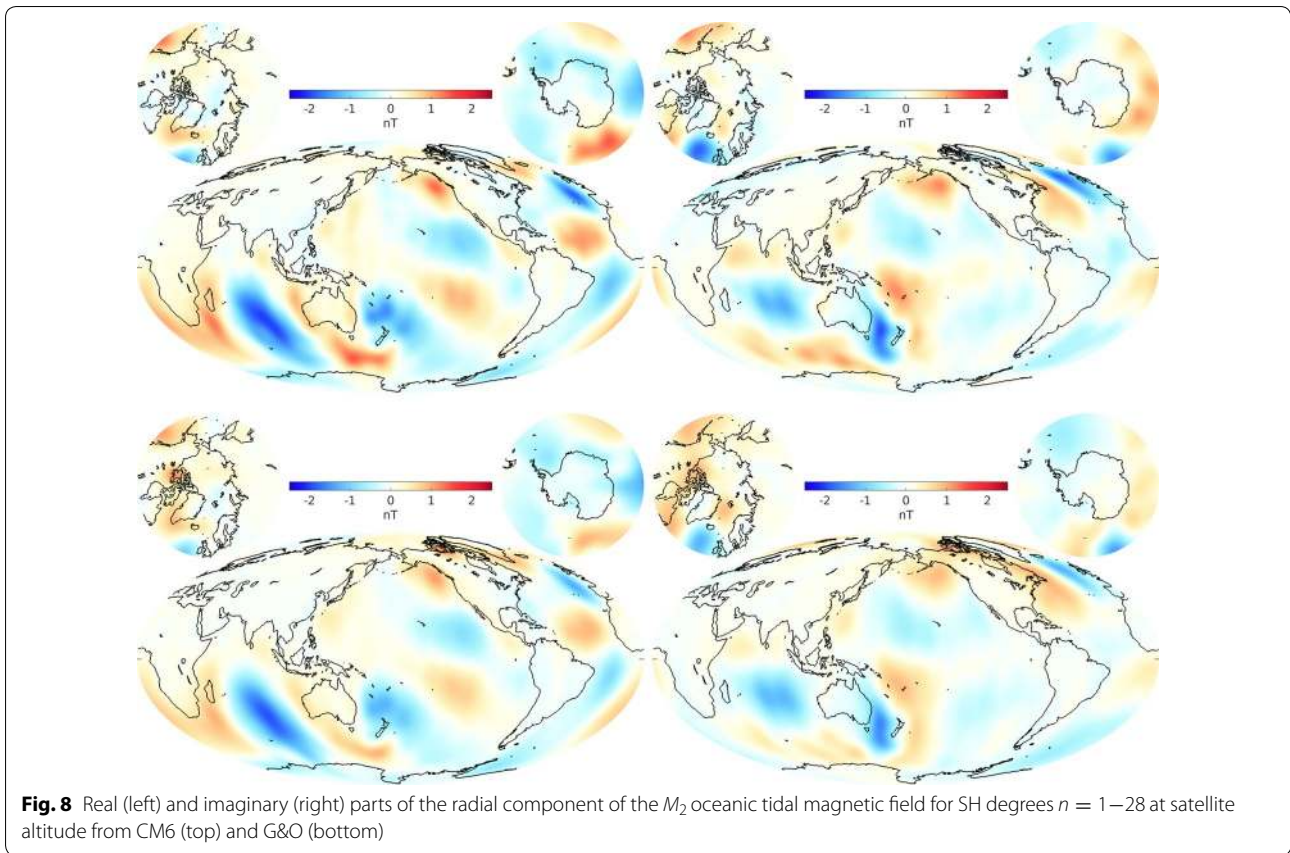 -2 -1 0 1 2
nT
-2 -1 0 1 2
nT
-2 -1 0 1 2
nT
-2 -1 0 1 2
nT
Fig. 8 Real (left) and imaginary (right) parts of the radial component of the M₂ oceanic tidal magnetic field for SH degrees n = 1−28 at satellite
altitude from CM6 (top) and G&O (bottom)